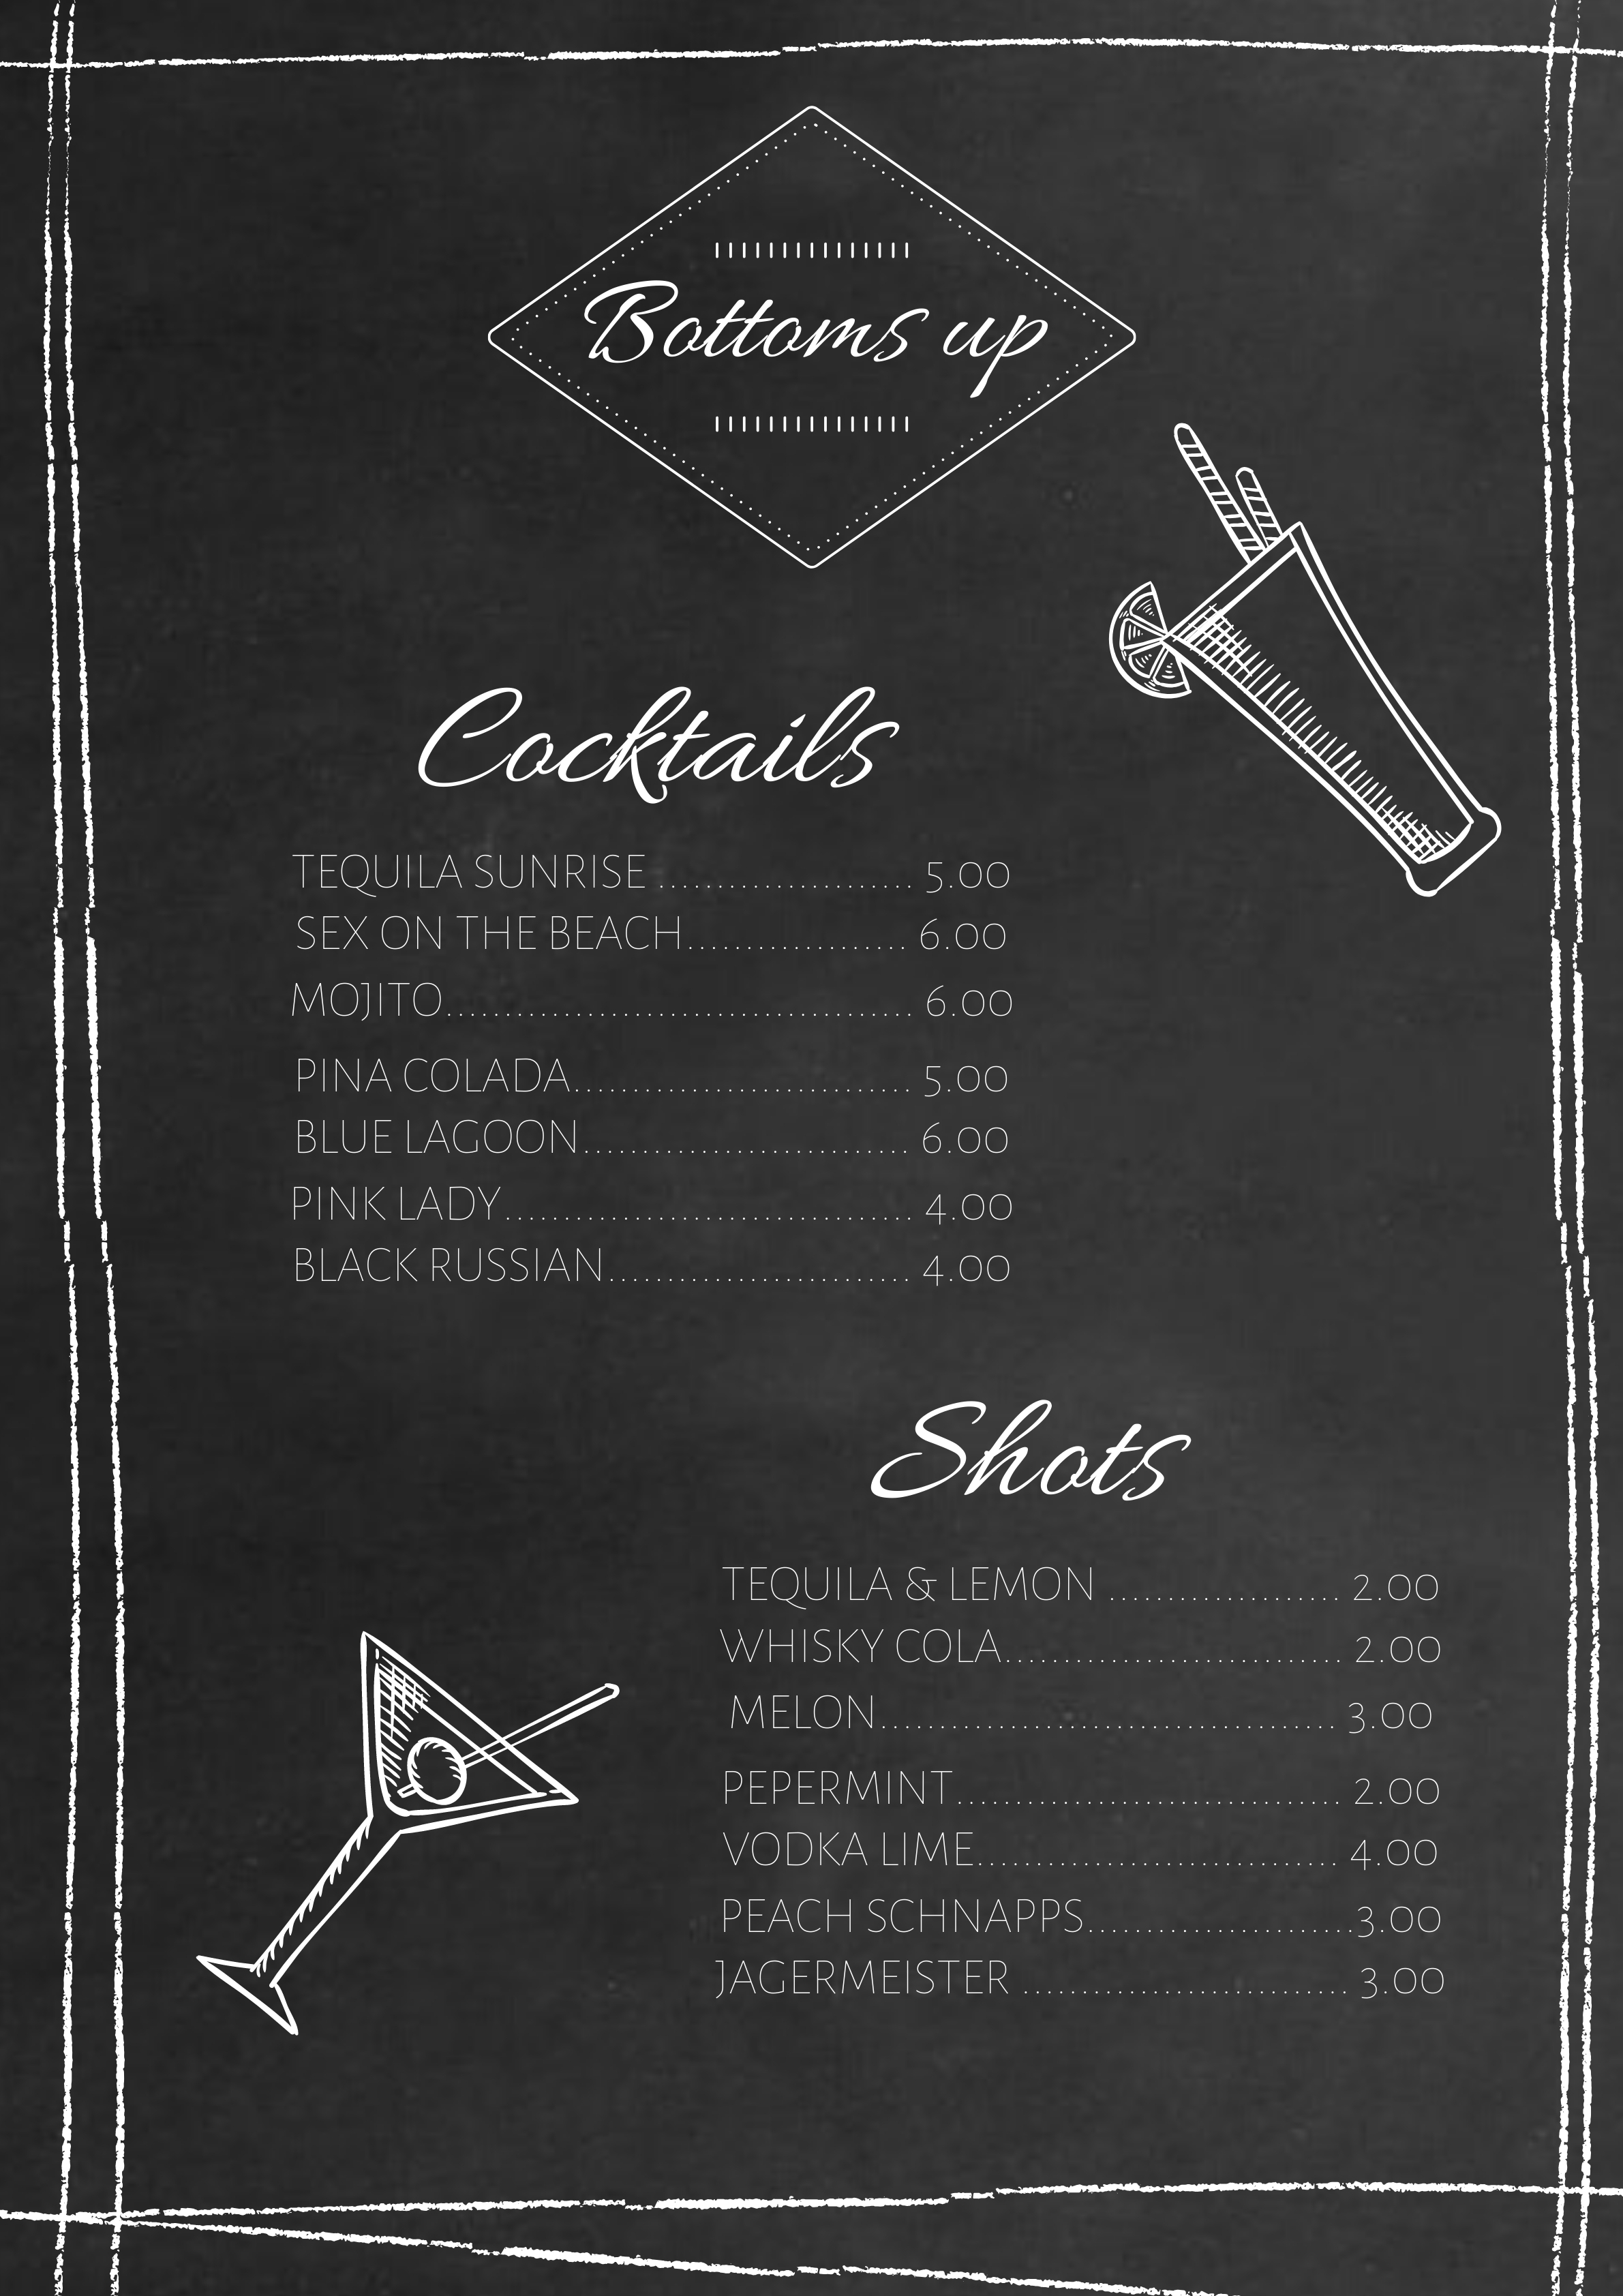 Bottoms up
Cocktails
TEQUILA SUNRISE ...................... 5.00
SEX ON THE BEACH................... 6.00
MOJITO........................................ 6.00
PINA COLADA............................. 5.00
BLUE LAGOON............................ 6.00
PINK LADY................................... 4.00
BLACK RUSSIAN.......................... 4.00
Shots
TEQUILA & LEMON .................... 2.00
WHISKY COLA............................. 2.00
MELON....................................... 3.00
PEPERMINT................................. 2.00
VODKA LIME............................... 4.00
PEACH SCHNAPPS.......................3.00
JAGERMEISTER ............................ 3.00